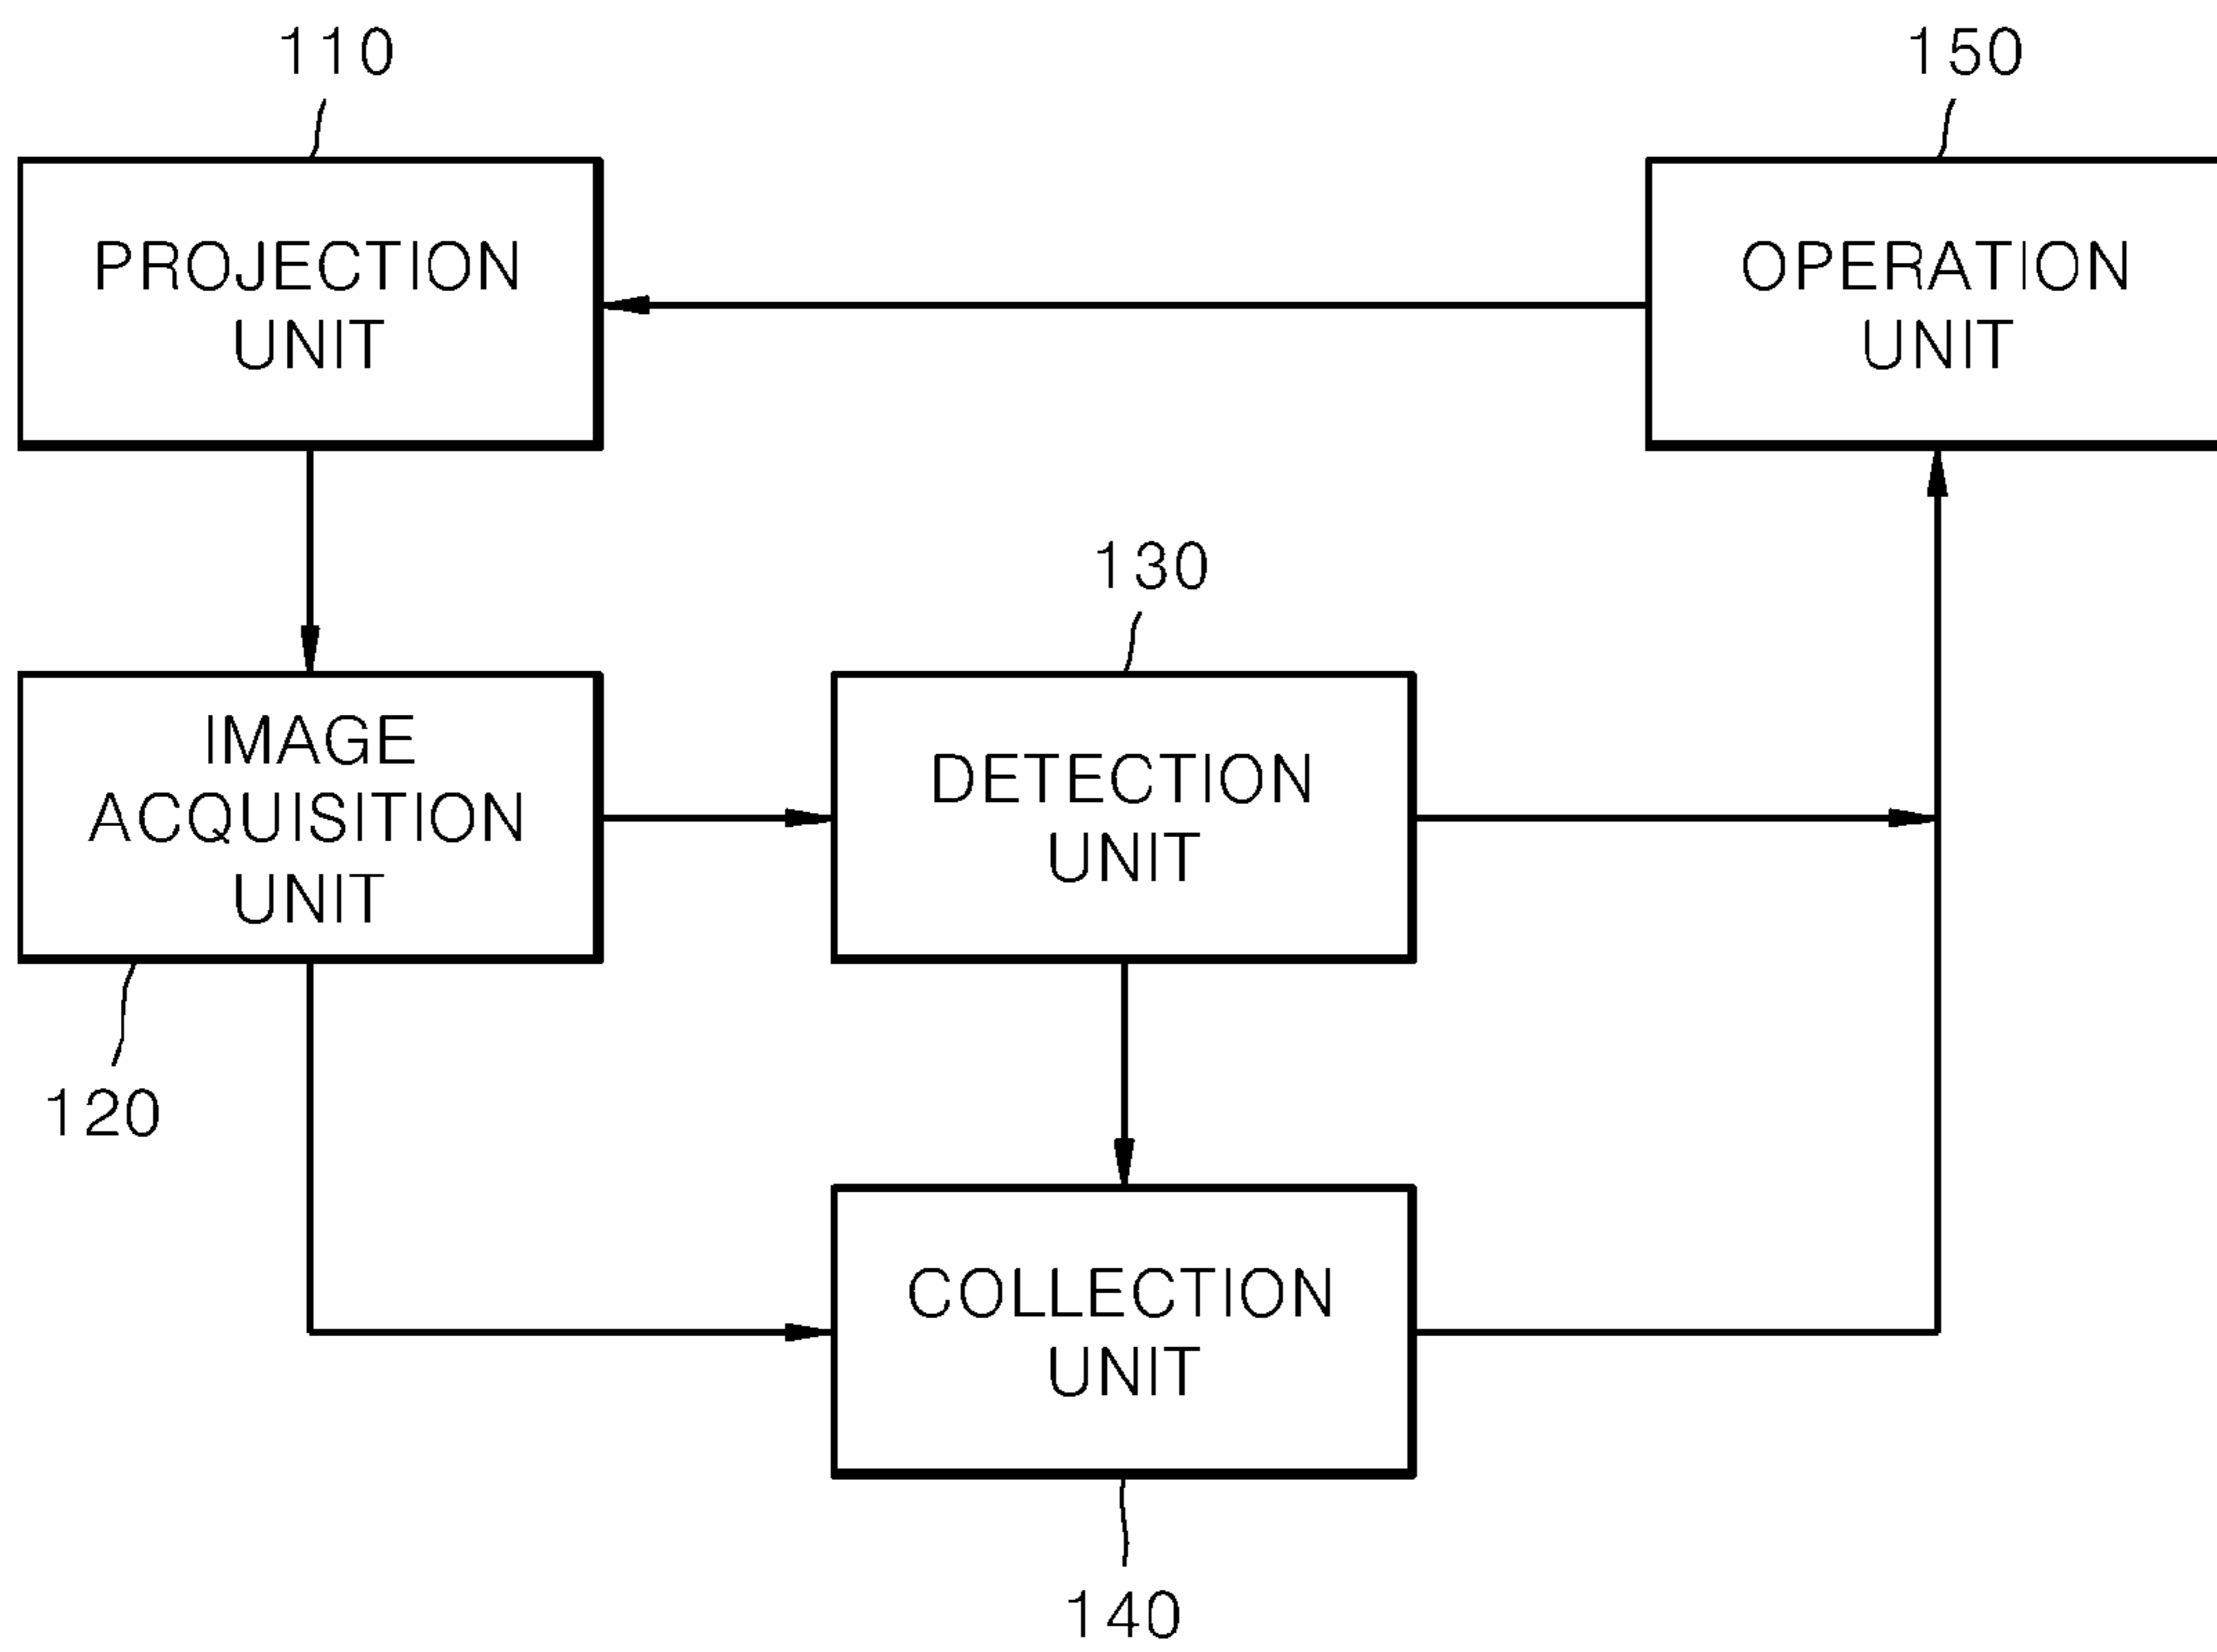 110
150
PROJECTION
UNIT
OPERATION
UNIT
130
IMAGE
ACQUISITION
UNIT
DETECTION
UNIT
120
COLLECTION
UNIT
140